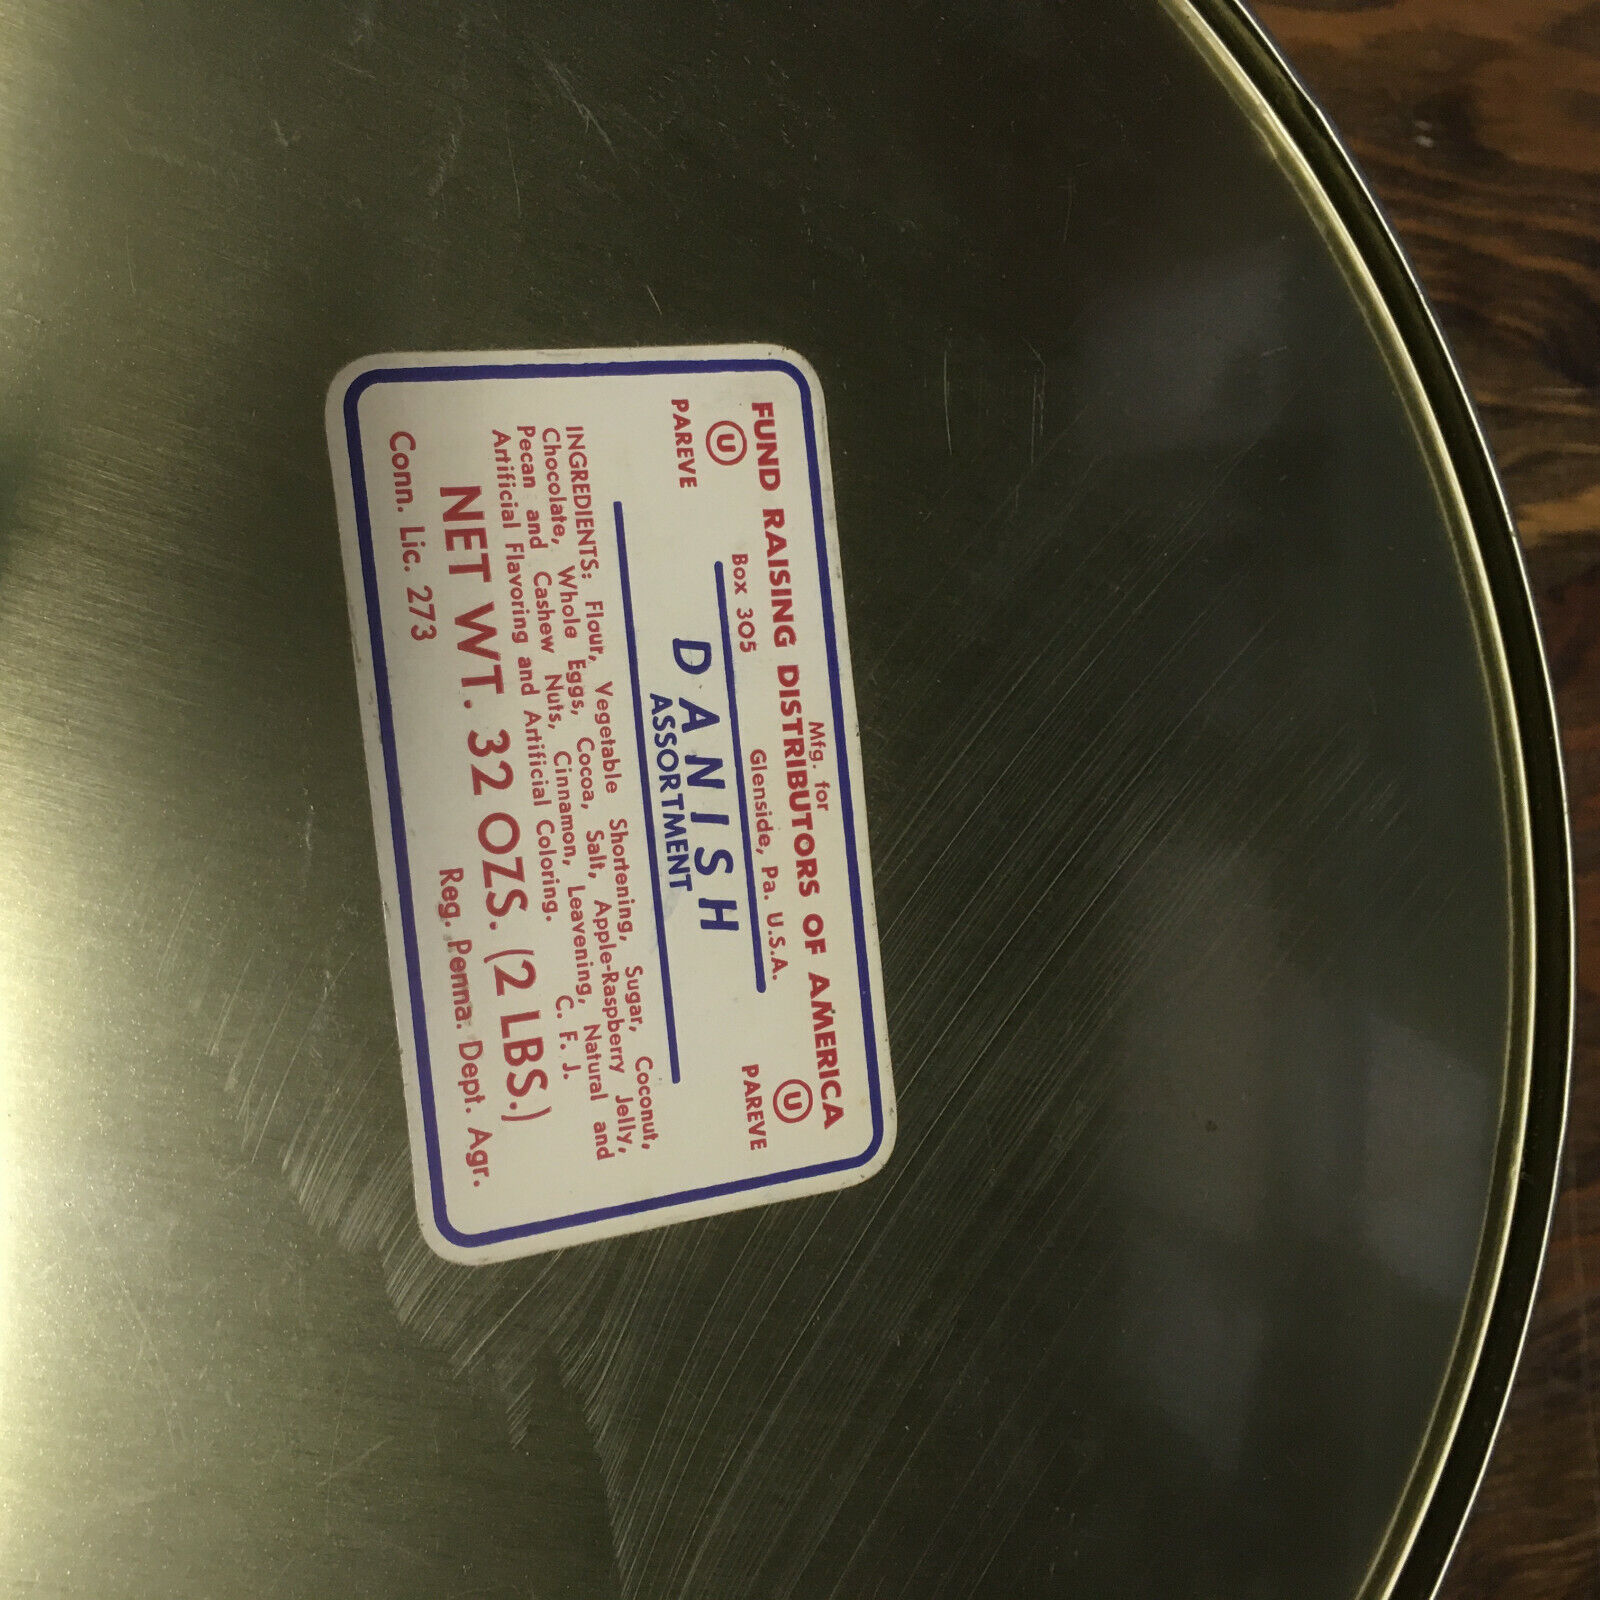 Mfg. for
FUND RAISING DISTRIBUTORS OF AMERICA
Box 305 Glenside, Pa. U.S.A.
U PAREVE
U PAREVE
DANISH
ASSORTMENT
INGREDIENTS: Flour, Vegetable Shortening, Sugar, Coconut,
Chocolate, Whole Eggs, Cocoa, Salt, Apple-Raspberry Jelly,
Pecan and Cashew Nuts, Cinnamon, Leavening, Natural and
Artificial Flavoring and Artificial Coloring. C. F. J.
NET WT. 32 OZS. (2 LBS.)
Conn. Lic. 273 Reg. Penna. Dept. Agr.